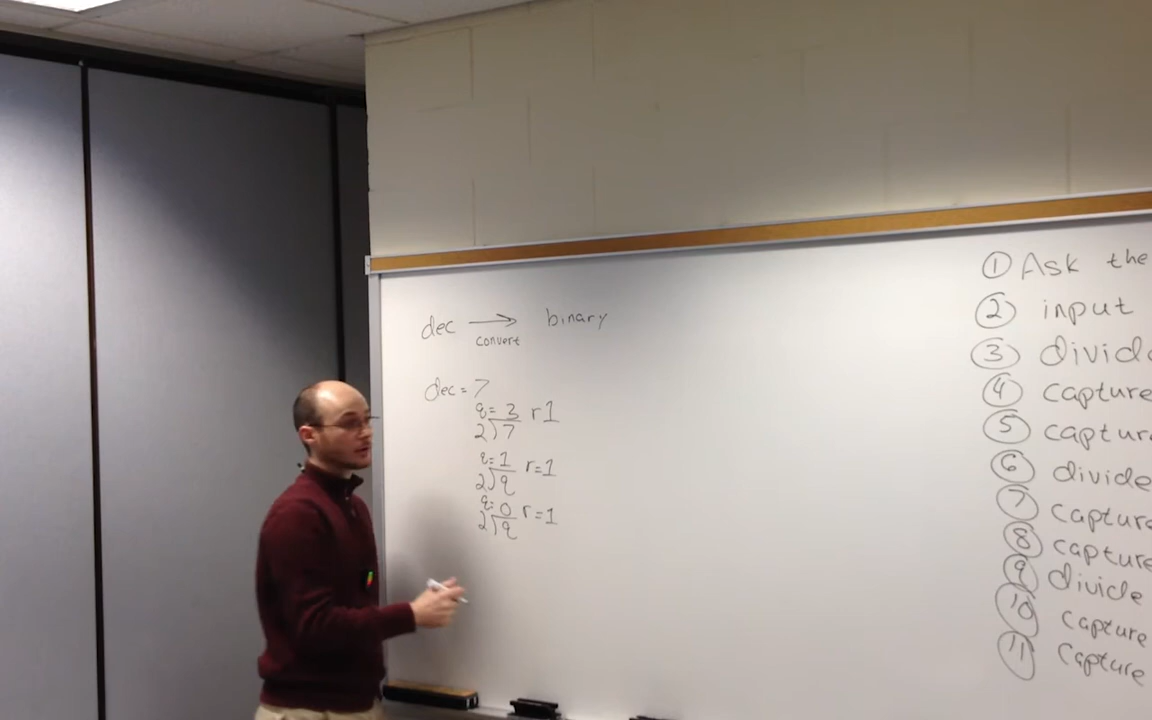 dec → binary
convert
dec = 7
q = 3 r1
2)7
q = 1 r=1
2)q
q = 0 r=1
2)q
① Ask the
② input
③ divide
④ capture
⑤ captur
⑥ divide
⑦ capture
⑧ capture
⑨ divide
⑩ capture
⑪ capture